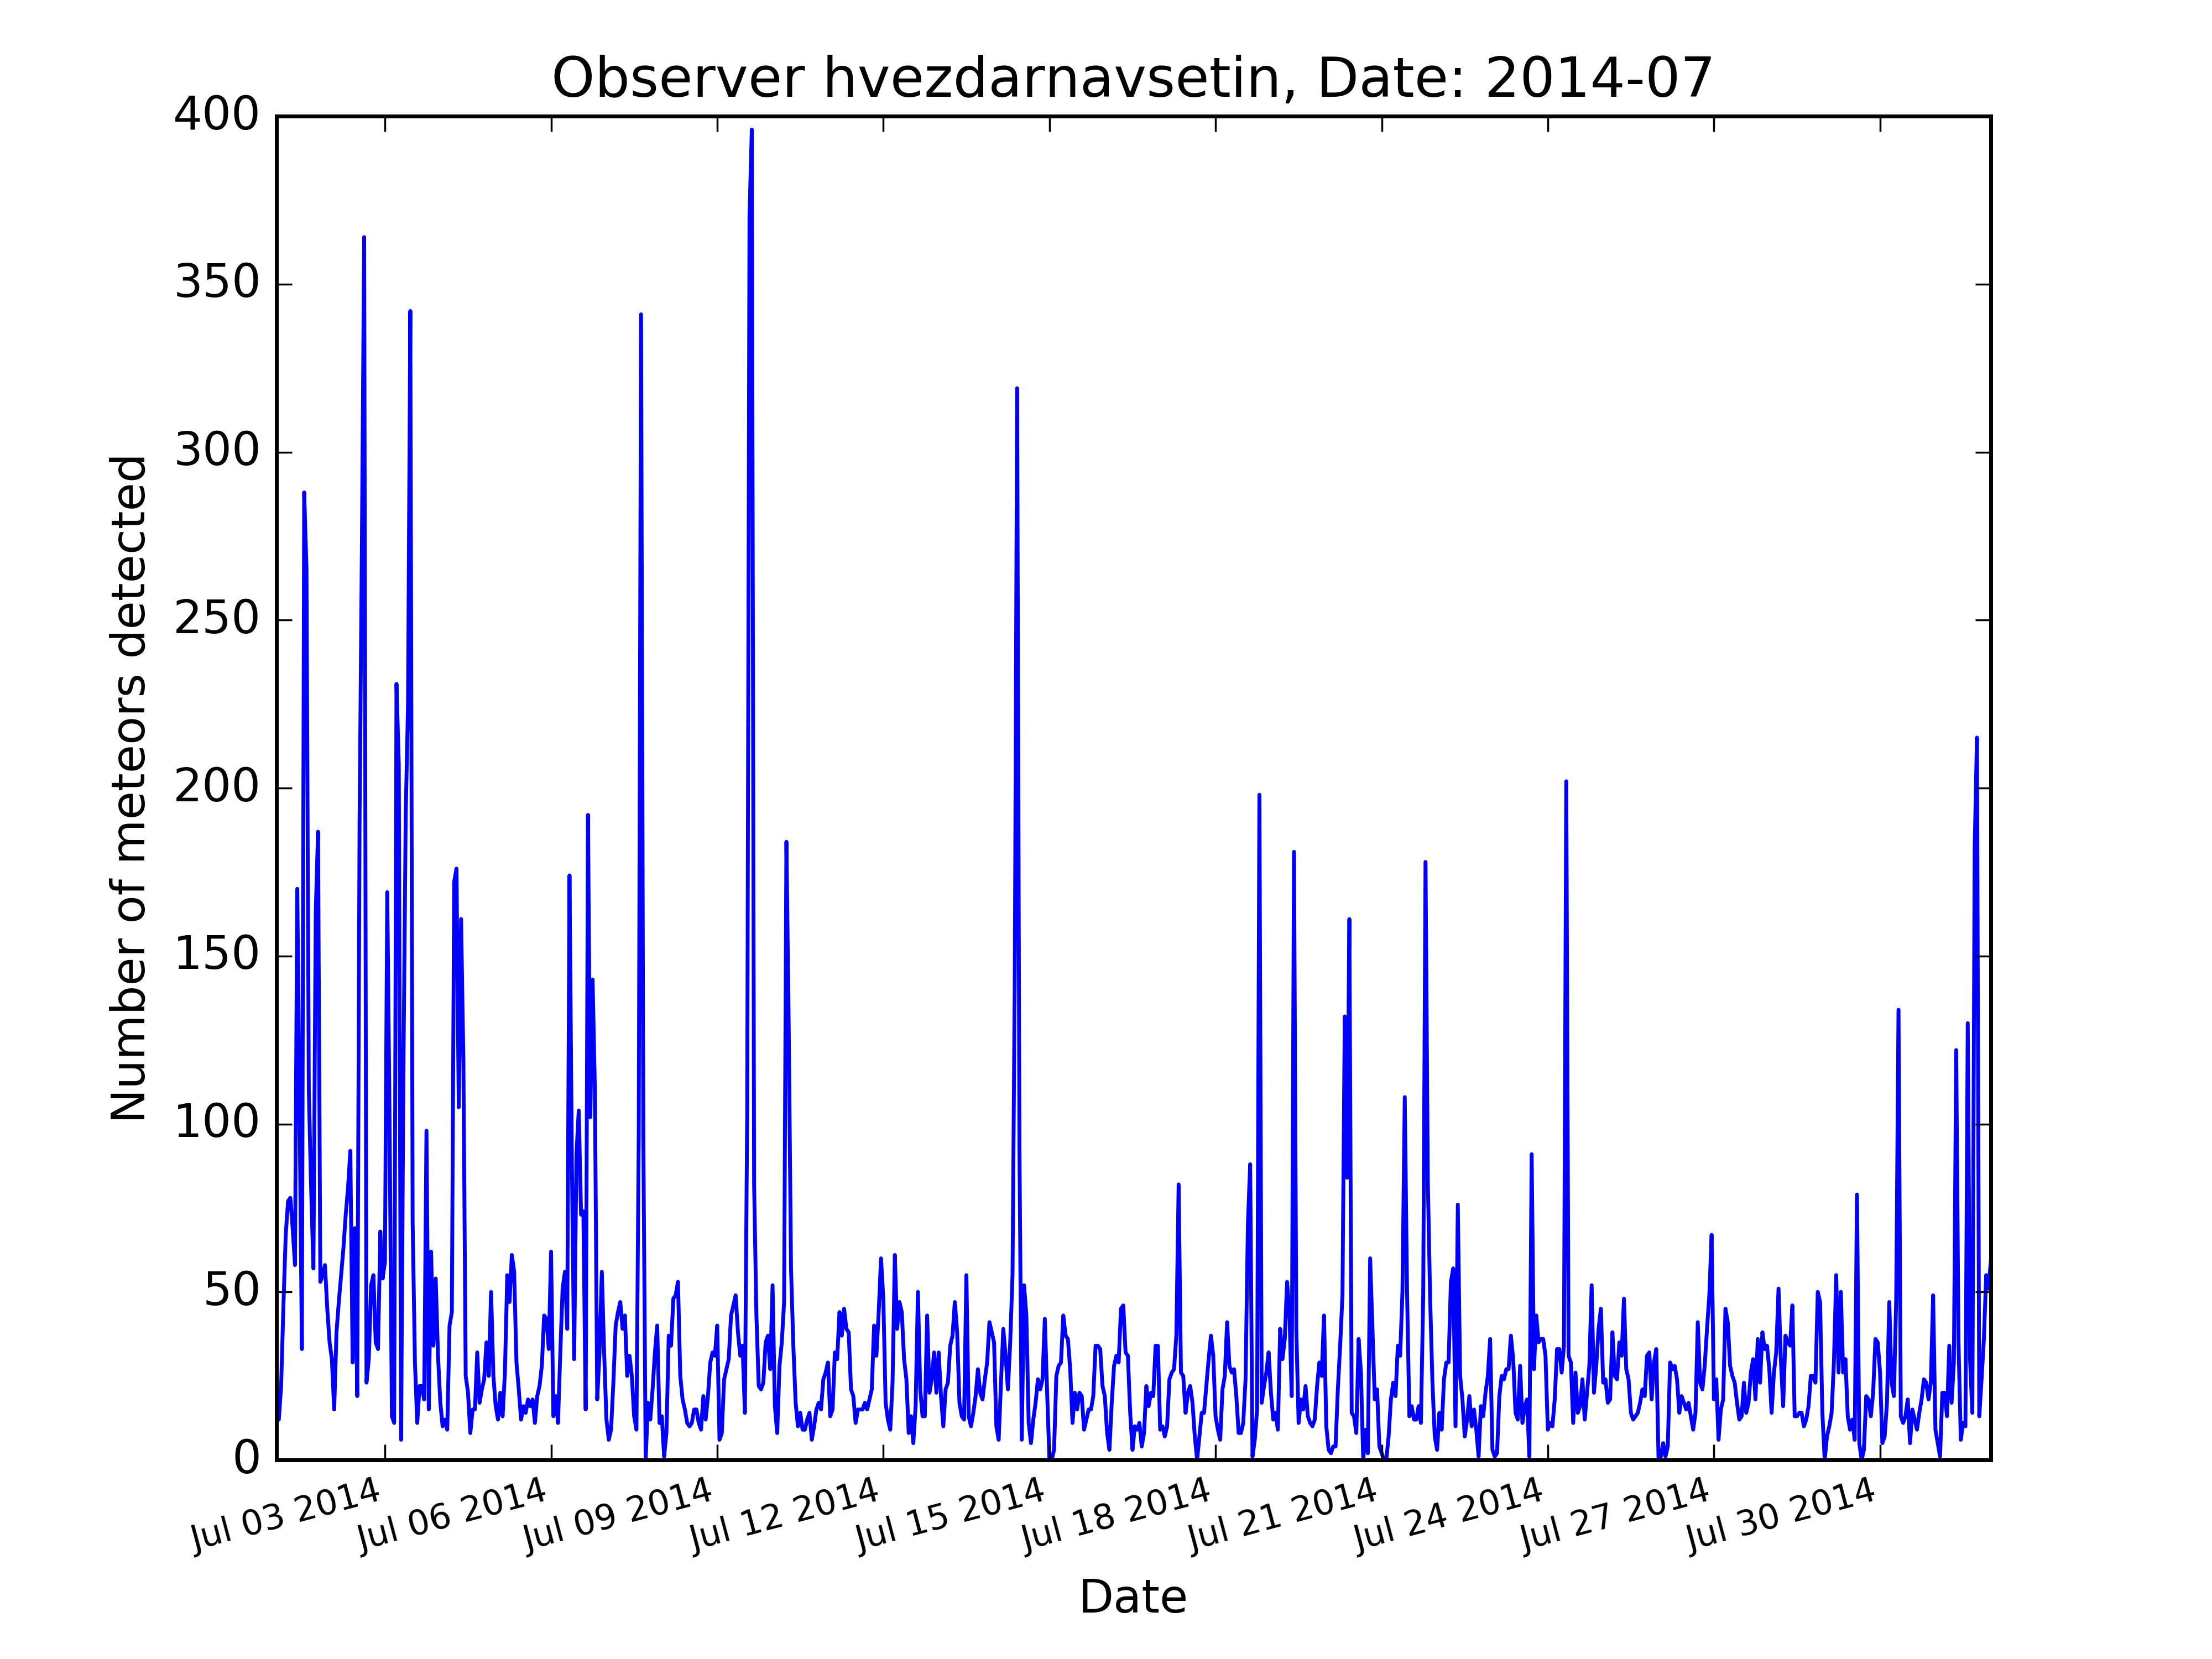 Observer hvezdarnavsetin, Date: 2014-07
400
350
300
250
200
150
100
50
0
Number of meteors detected
Jul 03 2014
Jul 06 2014
Jul 09 2014
Jul 12 2014
Jul 15 2014
Jul 18 2014
Jul 21 2014
Jul 24 2014
Jul 27 2014
Jul 30 2014
Date